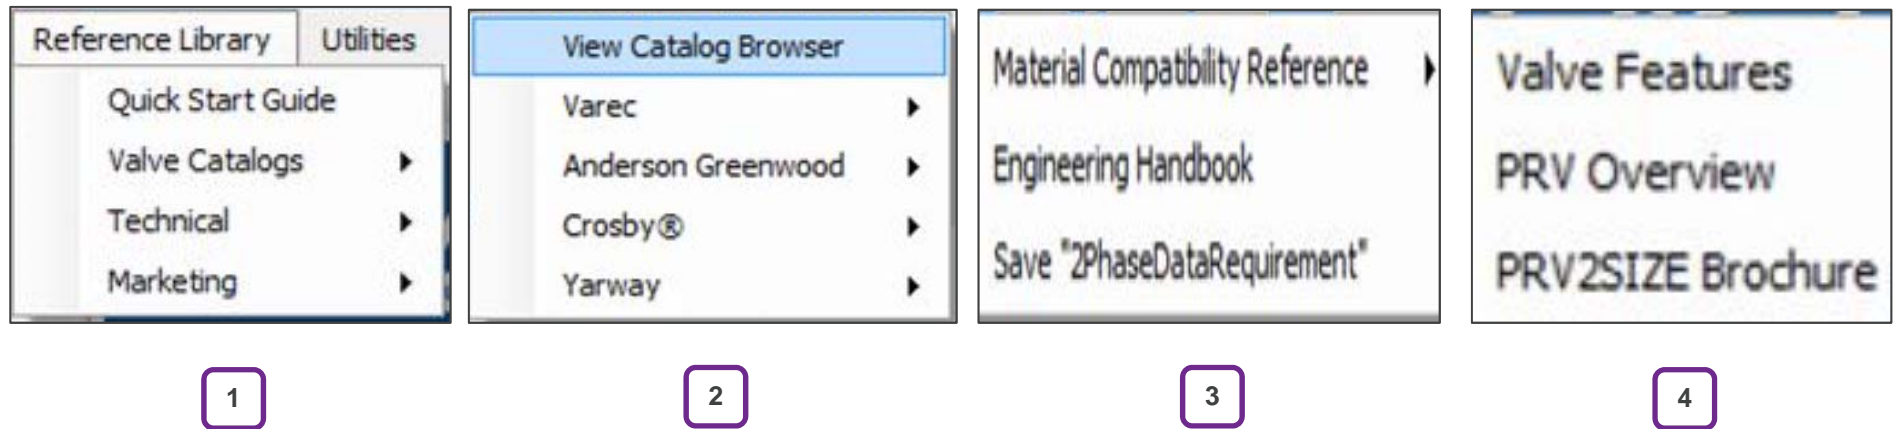 Reference Library Utilities
Quick Start Guide
Valve Catalogs
Technical
Marketing
View Catalog Browser
Varec
Anderson Greenwood
Crosby®
Yarway
Material Compatibility Reference
Engineering Handbook
Save "2PhaseDataRequirement"
Valve Features
PRV Overview
PRV2SIZE Brochure
1
2
3
4